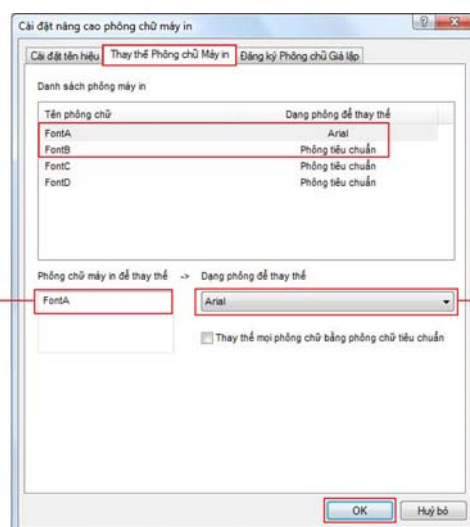 Cài đặt nâng cao phông chữ máy in
Cài đặt tên hiệu Thay thế Phông chữ Máy in Đăng ký Phông chữ Giả lập
Danh sách phông máy in
Tên phông chữ Dạng phông để thay thế
FontA Arial
FontB Phông tiêu chuẩn
FontC Phông tiêu chuẩn
FontD Phông tiêu chuẩn
Phông chữ máy in để thay thế -> Dạng phông để thay thế
FontA Arial
Thay thế mọi phông chữ bằng phông chữ tiêu chuẩn
OK Huỷ bỏ